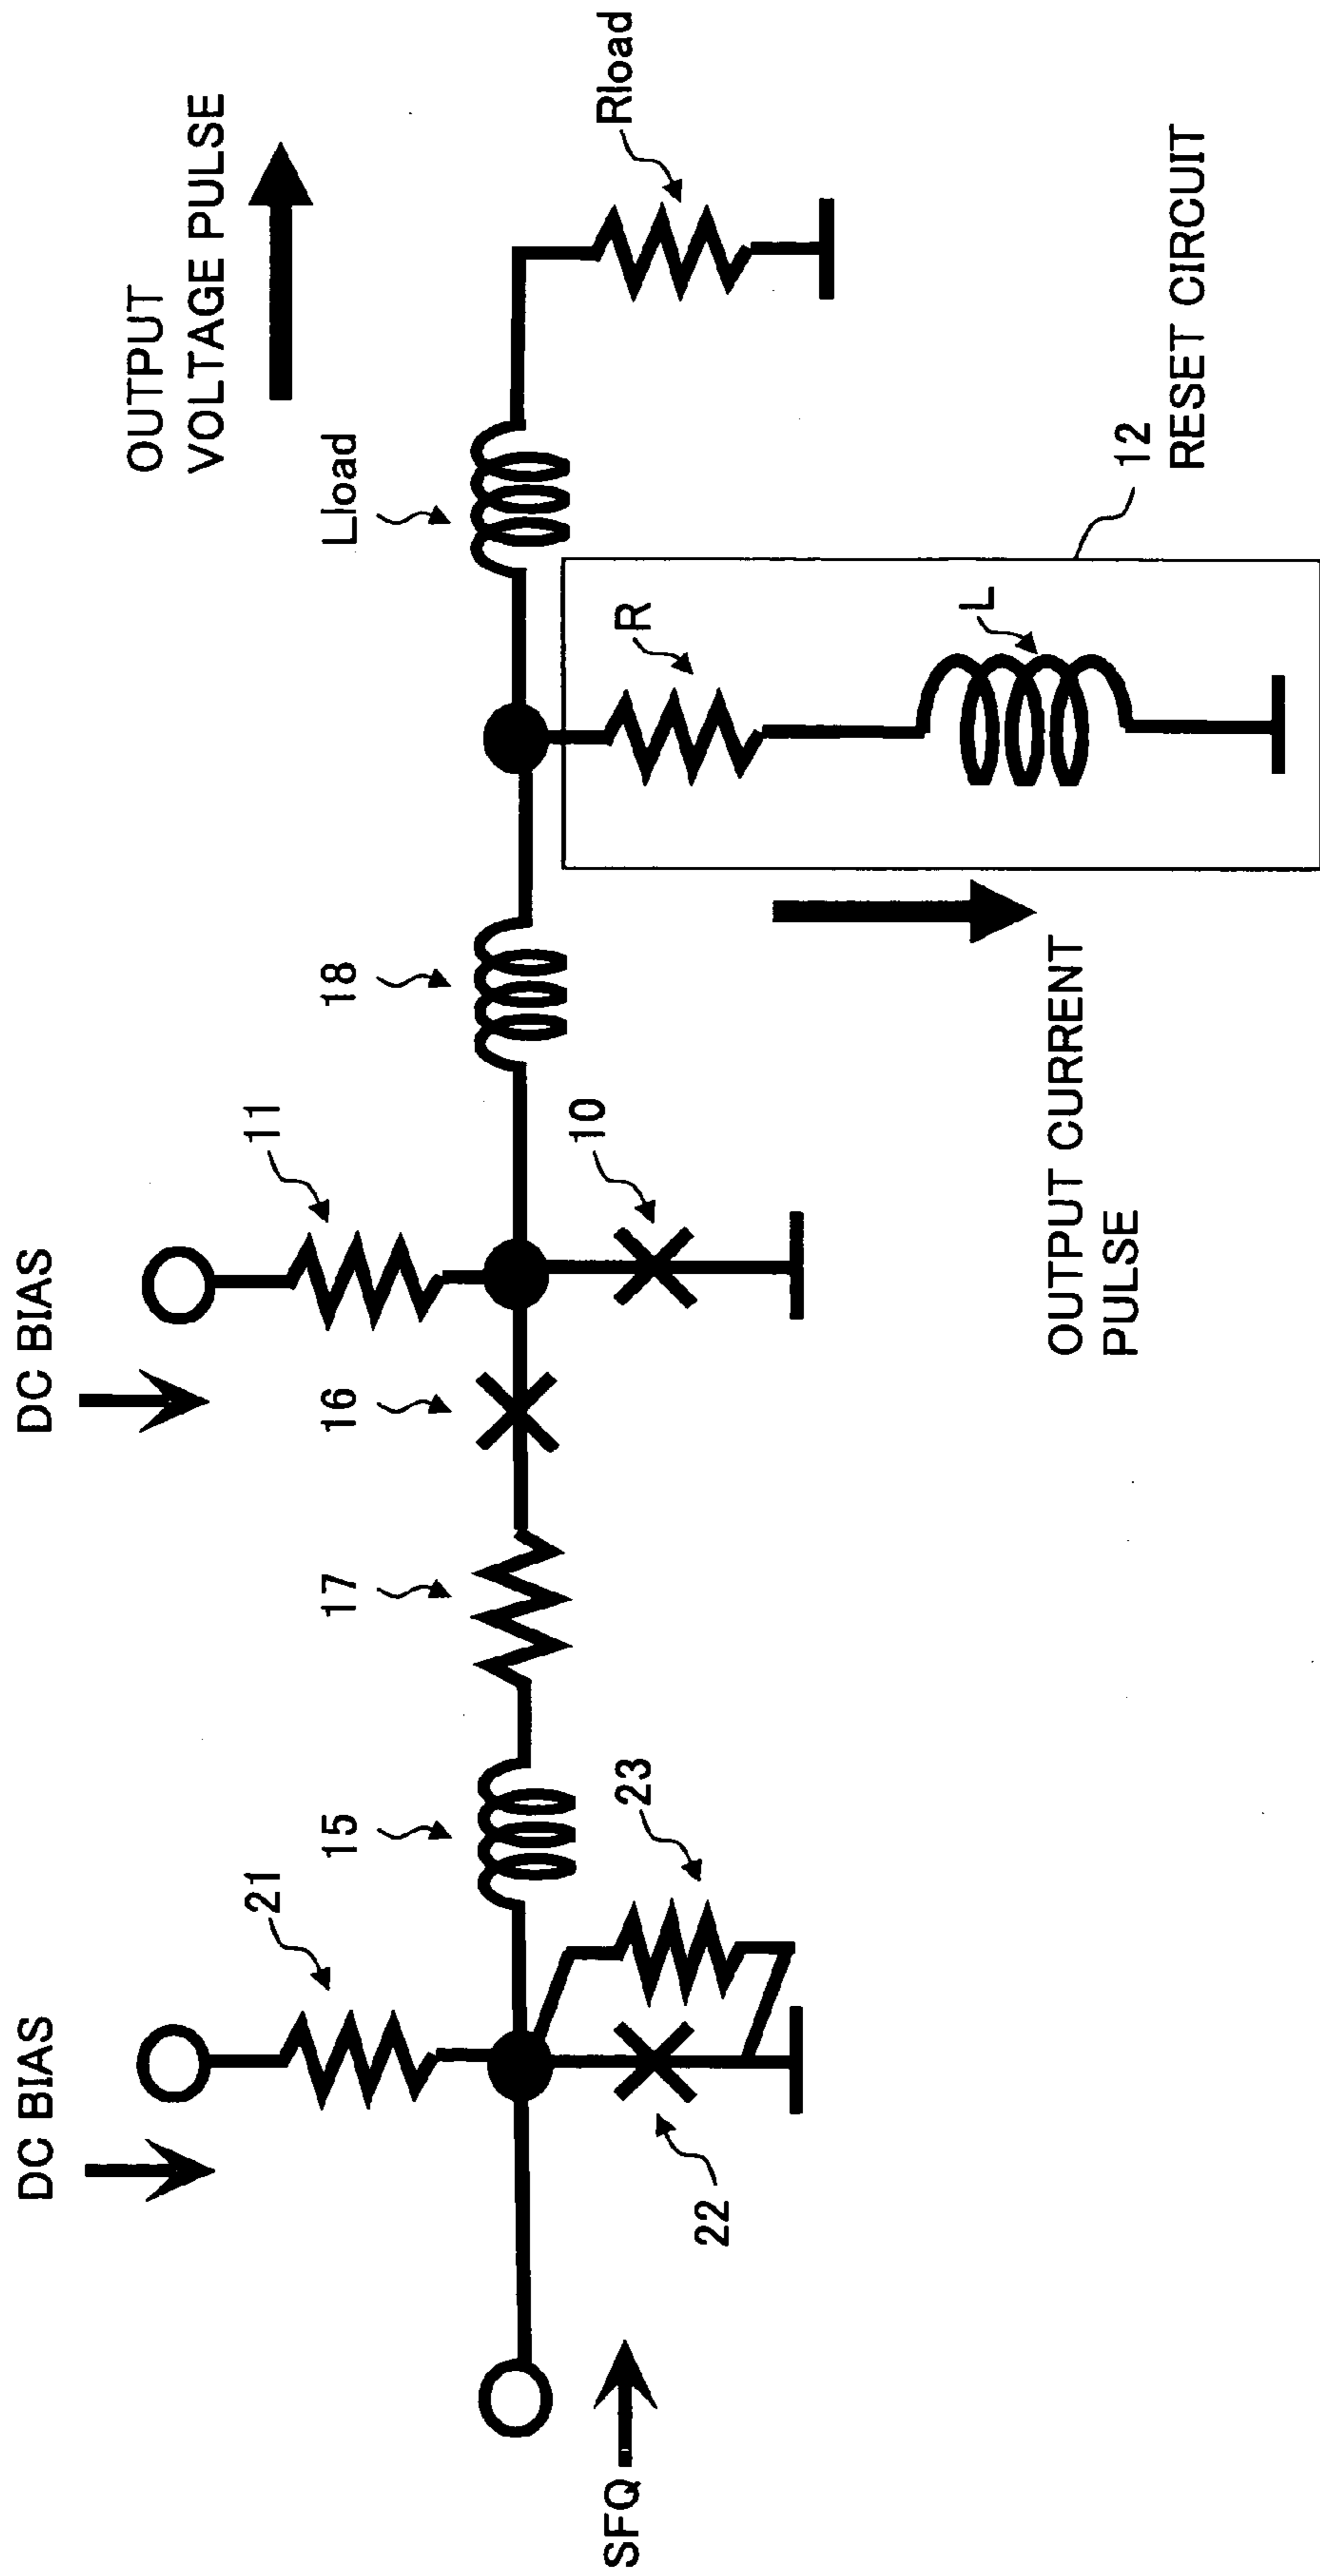 DC BIAS
DC BIAS
OUTPUT
VOLTAGE PULSE
21
11
15
17
16
18
Lload
SFQ
22
23
10
R
Rload
L
OUTPUT CURRENT
PULSE
12
RESET CIRCUIT